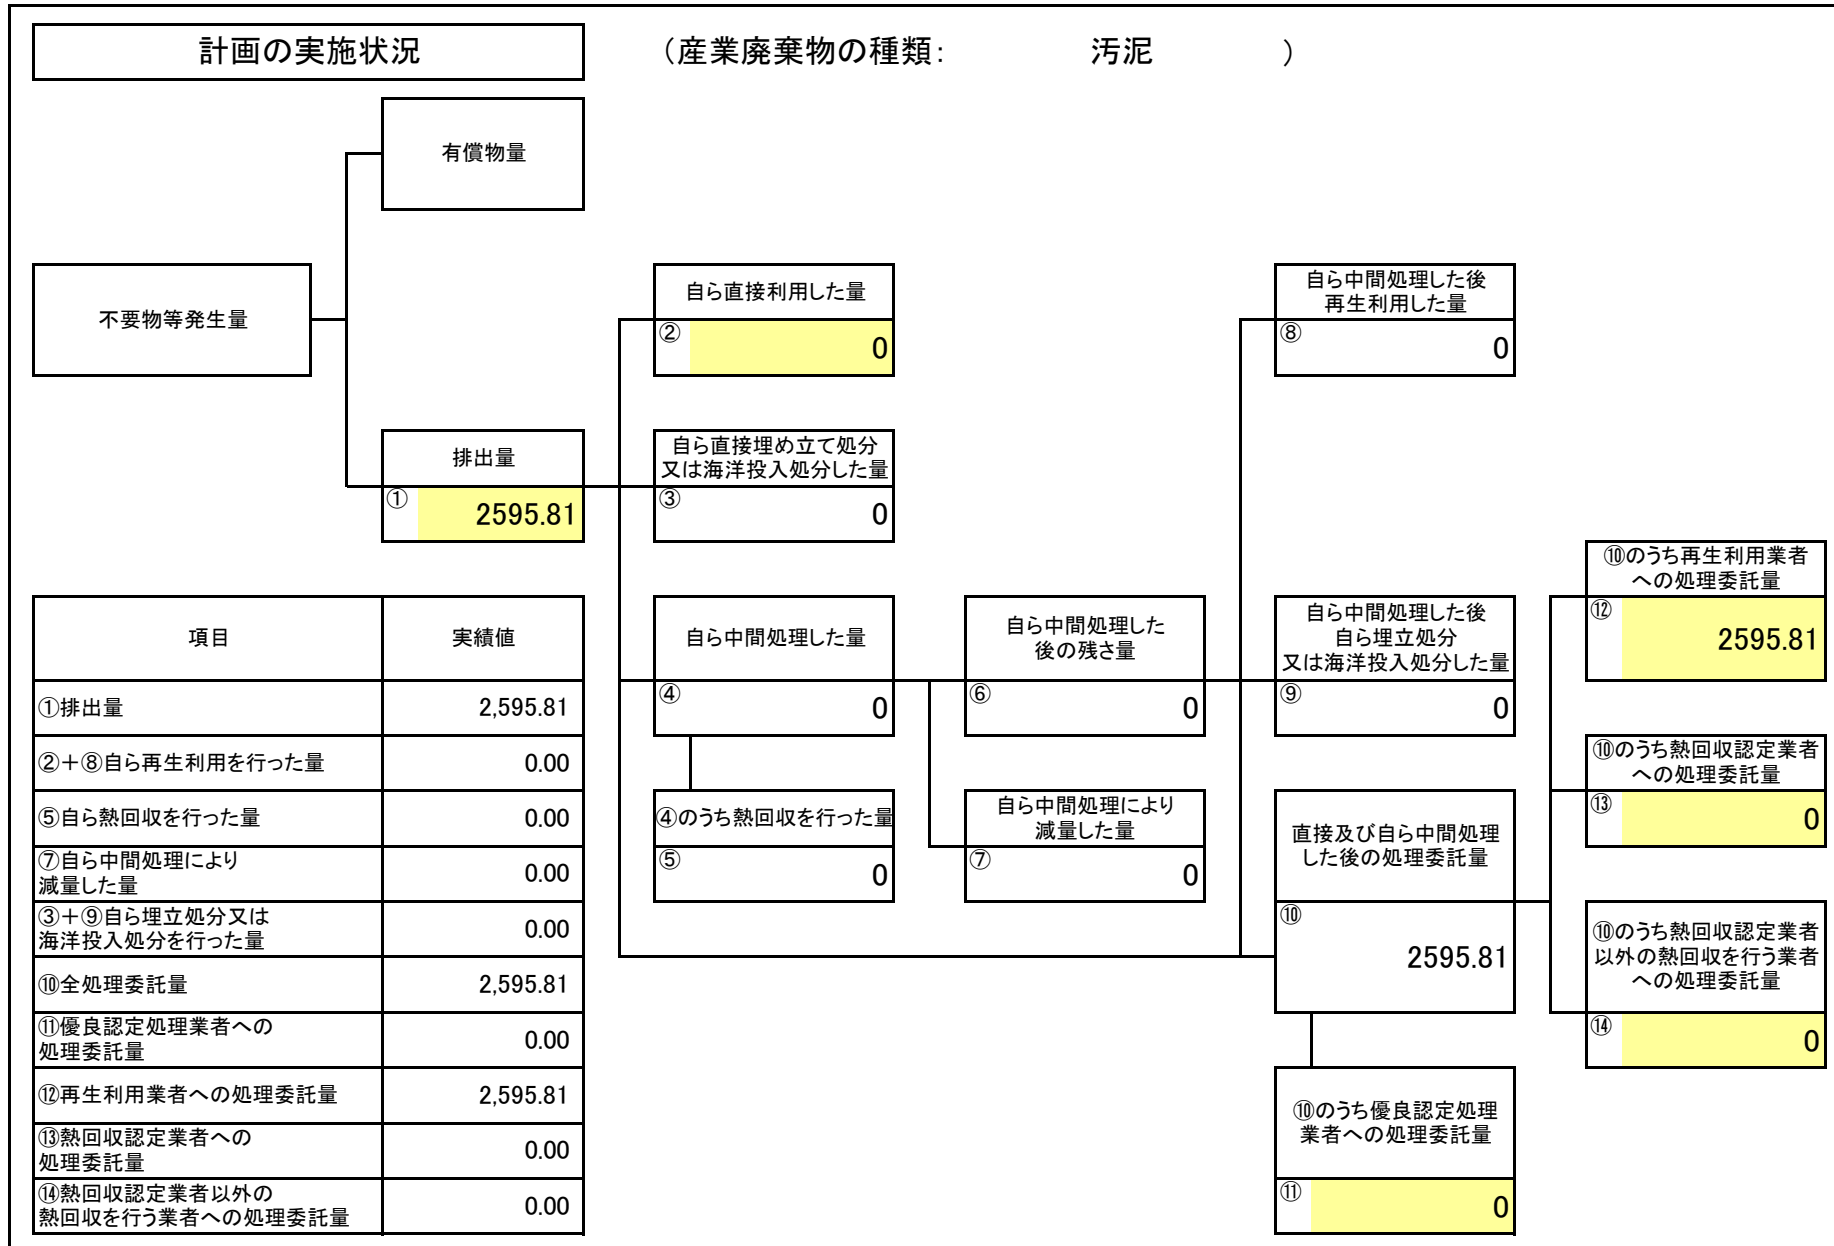 計画の実施状況
（産業廃棄物の種類: 汚泥 ）
有償物量
不要物等発生量
排出量
①
2595.81
自ら直接利用した量
②
0
自ら直接埋め立て処分
又は海洋投入処分した量
③
0
自ら中間処理した量
④
0
④のうち熱回収を行った量
⑤
0
自ら中間処理した
後の残さ量
⑥
0
自ら中間処理により
減量した量
⑦
0
自ら中間処理した後
再生利用した量
⑧
0
自ら中間処理した後
自ら埋立処分
又は海洋投入処分した量
⑨
0
直接及び自ら中間処理
した後の処理委託量
⑩
2595.81
⑩のうち優良認定処理
業者への処理委託量
⑪
0
⑩のうち再生利用業者
への処理委託量
⑫
2595.81
⑩のうち熱回収認定業者
への処理委託量
⑬
0
⑩のうち熱回収認定業者
以外の熱回収を行う業者
への処理委託量
⑭
0
項目 実績値
①排出量 2,595.81
②＋⑧自ら再生利用を行った量 0.00
⑤自ら熱回収を行った量 0.00
⑦自ら中間処理により
減量した量 0.00
③＋⑨自ら埋立処分又は
海洋投入処分を行った量 0.00
⑩全処理委託量 2,595.81
⑪優良認定処理業者への
処理委託量 0.00
⑫再生利用業者への処理委託量 2,595.81
⑬熱回収認定業者への
処理委託量 0.00
⑭熱回収認定業者以外の
熱回収を行う業者への処理委託量 0.00